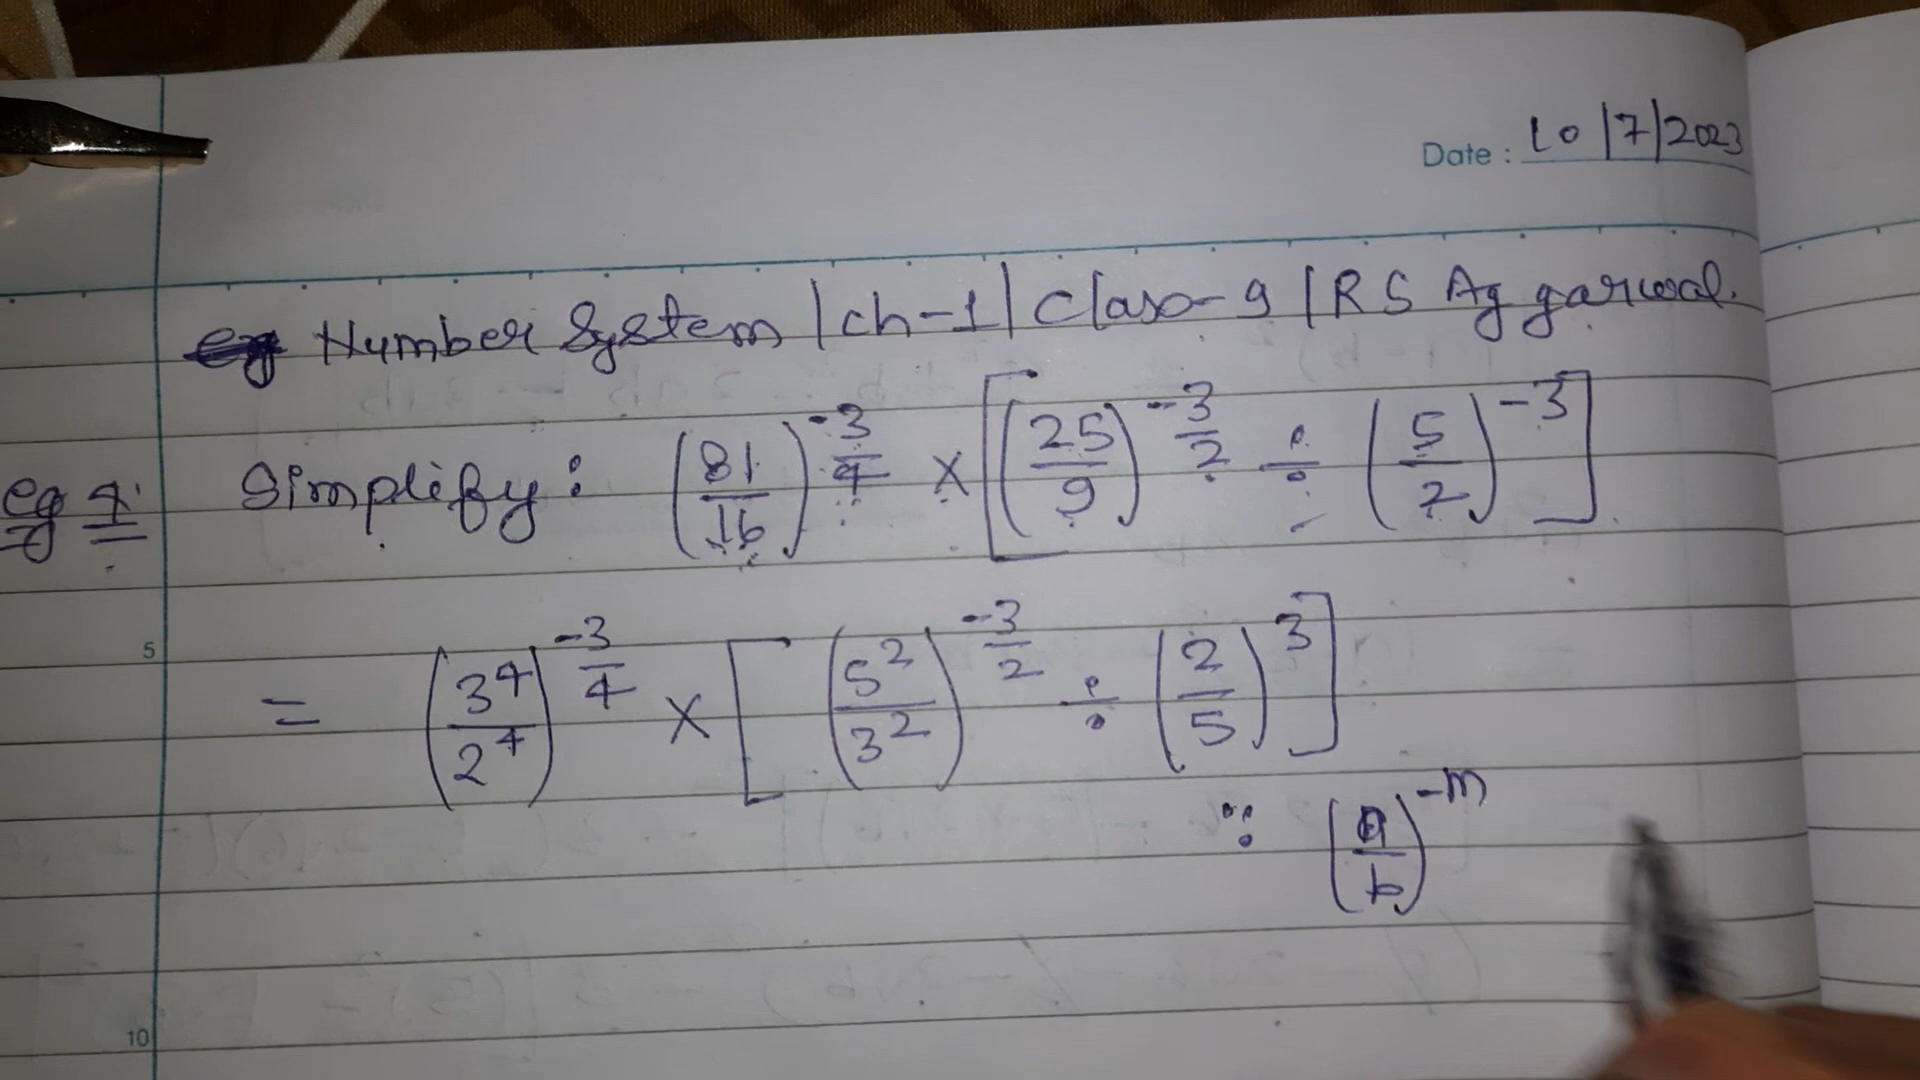 Date : 10/7/2023
eg Number System | ch-1 | Class-9 | RS Aggarwal.
eg 4. Simplify: (81/16)^(-3/4) × [(25/9)^(-3/2) ÷ (5/2)^(-3)]
5
= (3^4/2^4)^(-3/4) × [(5^2/3^2)^(-3/2) ÷ (2/5)^3]
∵ (a/b)^(-m)
10